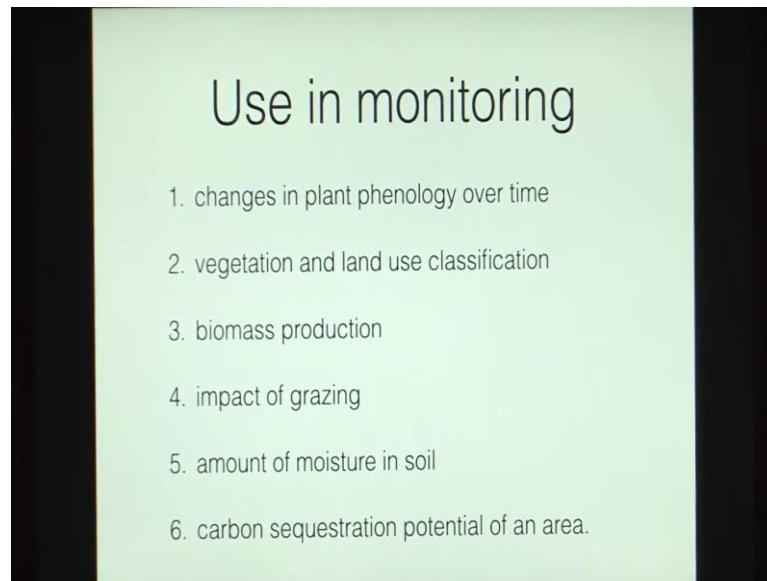 Use in monitoring
1. changes in plant phenology over time
2. vegetation and land use classification
3. biomass production
4. impact of grazing
5. amount of moisture in soil
6. carbon sequestration potential of an area.